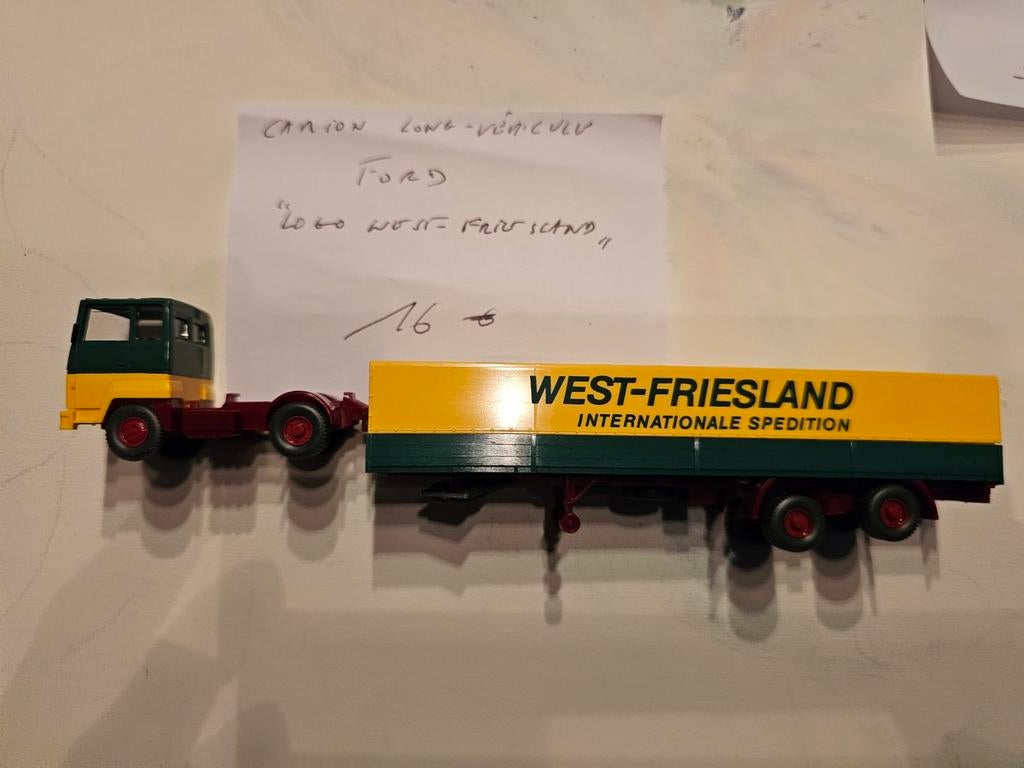 CAMION LONG-VÉHICULE
FORD
"LOGO WEST-FRIESLAND"
16 €
WEST-FRIESLAND
INTERNATIONALE SPEDITION